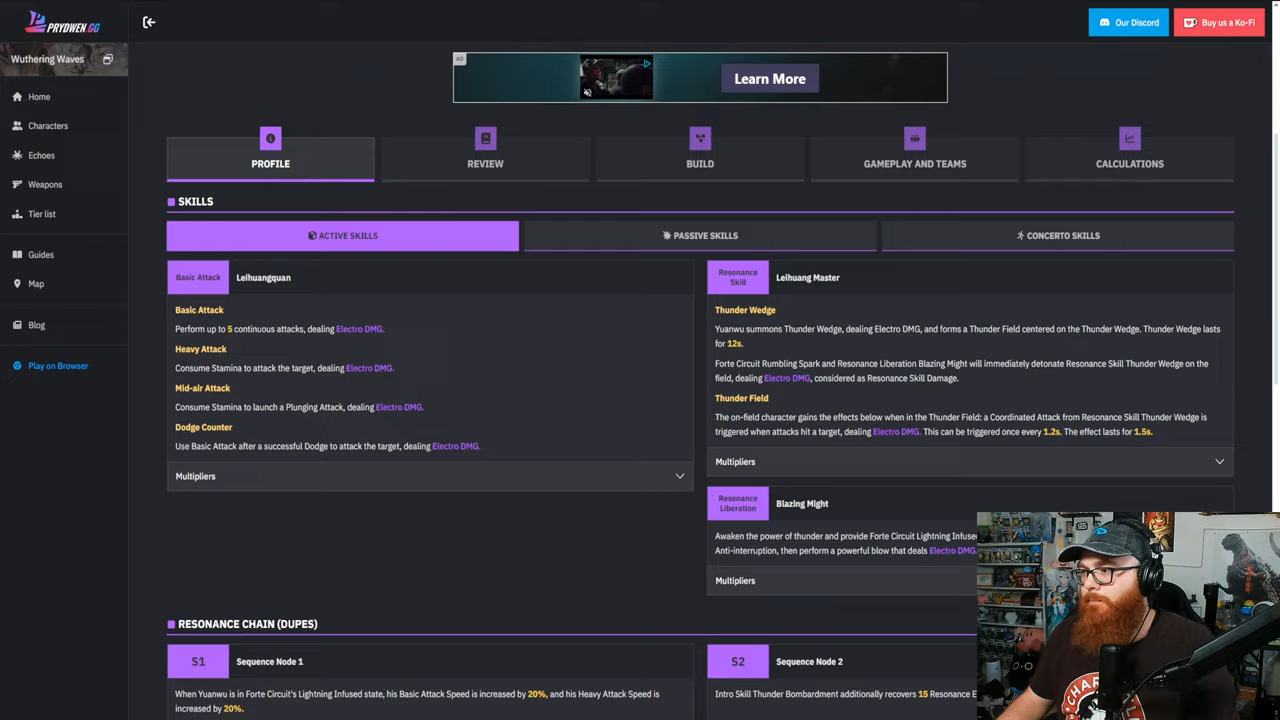 PRYDWEN.GG
Our Discord
Buy us a Ko-Fi
Wuthering Waves
Home
Characters
Echoes
Weapons
Tier list
Guides
Map
Blog
Play on Browser
AD
Learn More
PROFILE
REVIEW
BUILD
GAMEPLAY AND TEAMS
CALCULATIONS
SKILLS
ACTIVE SKILLS
PASSIVE SKILLS
CONCERTO SKILLS
Basic Attack
Leihuangquan
Basic Attack
Perform up to 5 continuous attacks, dealing Electro DMG.
Heavy Attack
Consume Stamina to attack the target, dealing Electro DMG.
Mid-air Attack
Consume Stamina to launch a Plunging Attack, dealing Electro DMG.
Dodge Counter
Use Basic Attack after a successful Dodge to attack the target, dealing Electro DMG.
Multipliers
Resonance
Skill
Leihuang Master
Thunder Wedge
Yuanwu summons Thunder Wedge, dealing Electro DMG, and forms a Thunder Field centered on the Thunder Wedge. Thunder Wedge lasts
for 12s.
Forte Circuit Rumbling Spark and Resonance Liberation Blazing Might will immediately detonate Resonance Skill Thunder Wedge on the
field, dealing Electro DMG, considered as Resonance Skill Damage.
Thunder Field
The on-field character gains the effects below when in the Thunder Field: a Coordinated Attack from Resonance Skill Thunder Wedge is
triggered when attacks hit a target, dealing Electro DMG. This can be triggered once every 1.2s. The effect lasts for 1.5s.
Multipliers
Resonance
Liberation
Blazing Might
Awaken the power of thunder and provide Forte Circuit Lightning Infused
Anti-interruption, then perform a powerful blow that deals Electro DMG
Multipliers
RESONANCE CHAIN (DUPES)
S1
Sequence Node 1
When Yuanwu is in Forte Circuit's Lightning Infused state, his Basic Attack Speed is increased by 20%, and his Heavy Attack Speed is
increased by 20%.
S2
Sequence Node 2
Intro Skill Thunder Bombardment additionally recovers 15 Resonance E